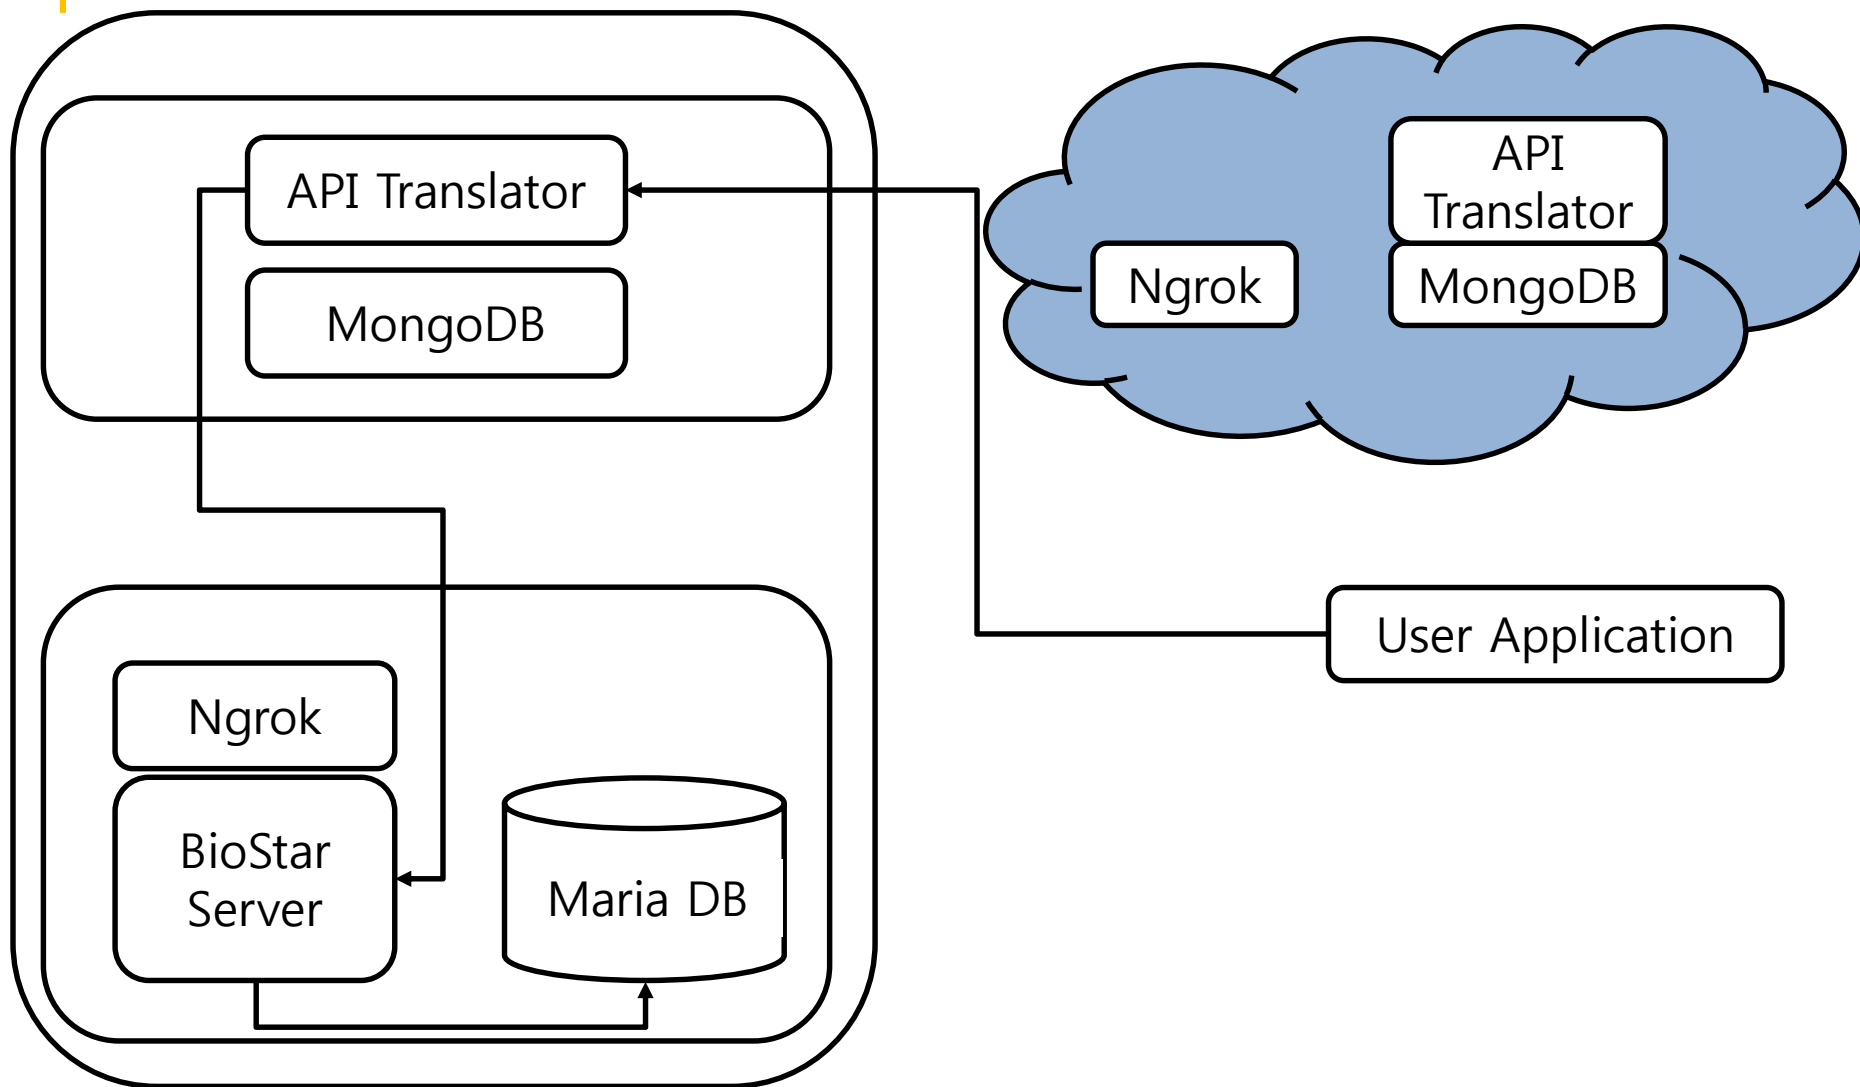 API Translator
MongoDB
API
Translator
Ngrok
MongoDB
User Application
Ngrok
BioStar
Server
Maria DB